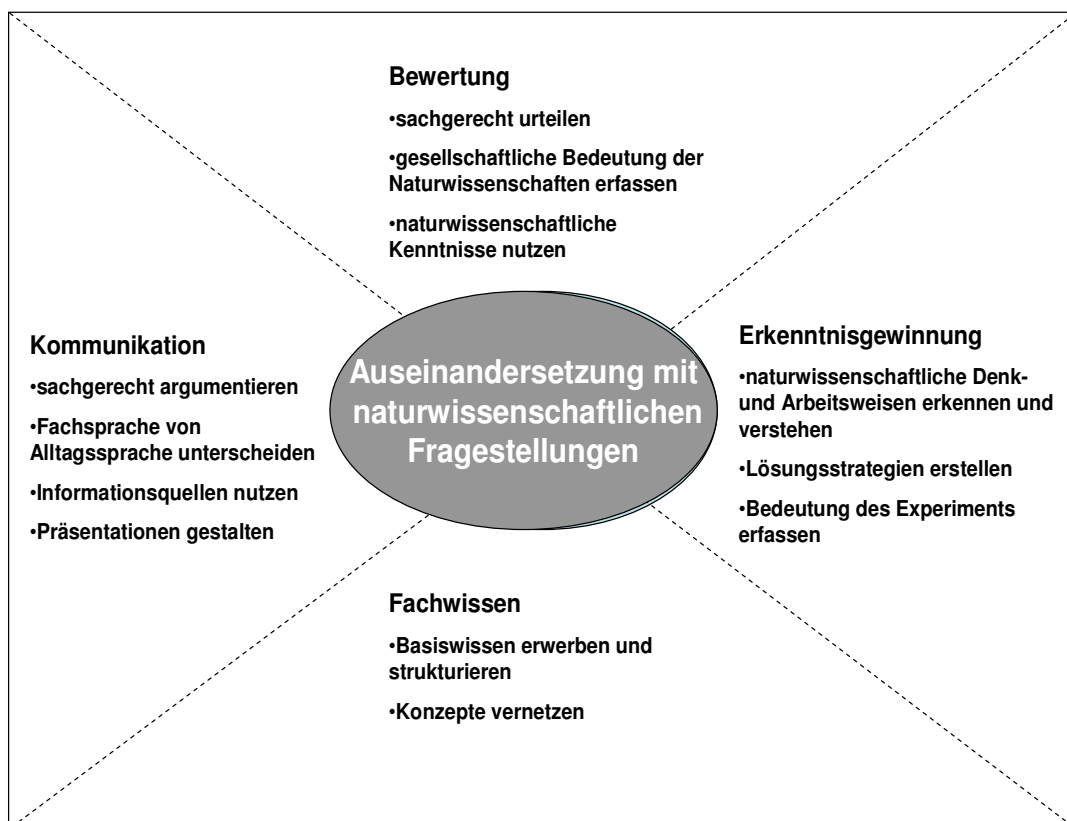 Bewertung
•sachgerecht urteilen
•gesellschaftliche Bedeutung der
Naturwissenschaften erfassen
•naturwissenschaftliche
Kenntnisse nutzen
Kommunikation
•sachgerecht argumentieren
•Fachsprache von
Alltagssprache unterscheiden
•Informationsquellen nutzen
•Präsentationen gestalten
Auseinandersetzung mit
naturwissenschaftlichen
Fragestellungen
Erkenntnisgewinnung
•naturwissenschaftliche Denk-
und Arbeitsweisen erkennen und
verstehen
•Lösungsstrategien erstellen
•Bedeutung des Experiments
erfassen
Fachwissen
•Basiswissen erwerben und
strukturieren
•Konzepte vernetzen